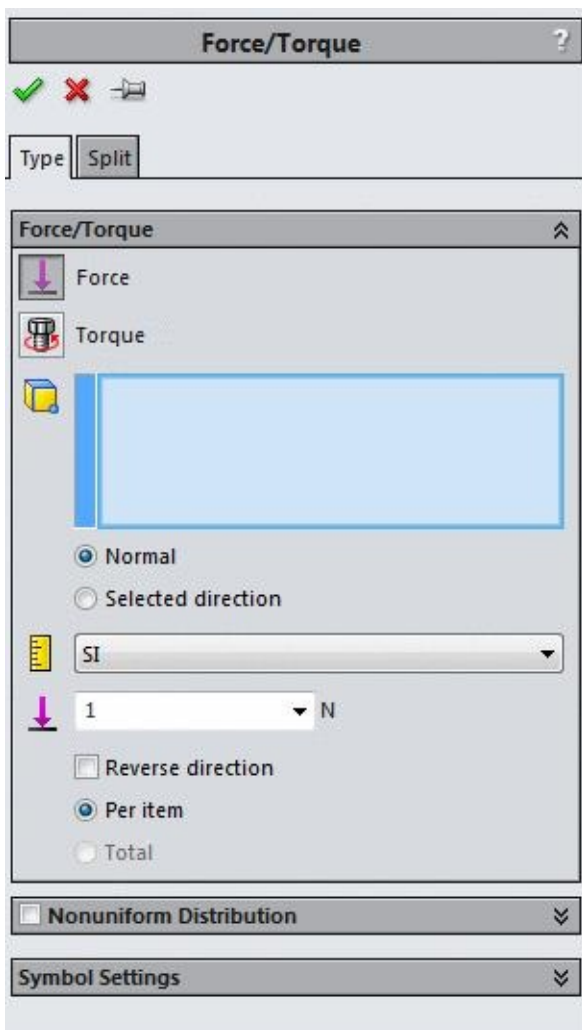 Force/Torque ?
Type Split
Force/Torque
Force
Torque
Normal
Selected direction
SI
1 N
Reverse direction
Per item
Total
Nonuniform Distribution
Symbol Settings